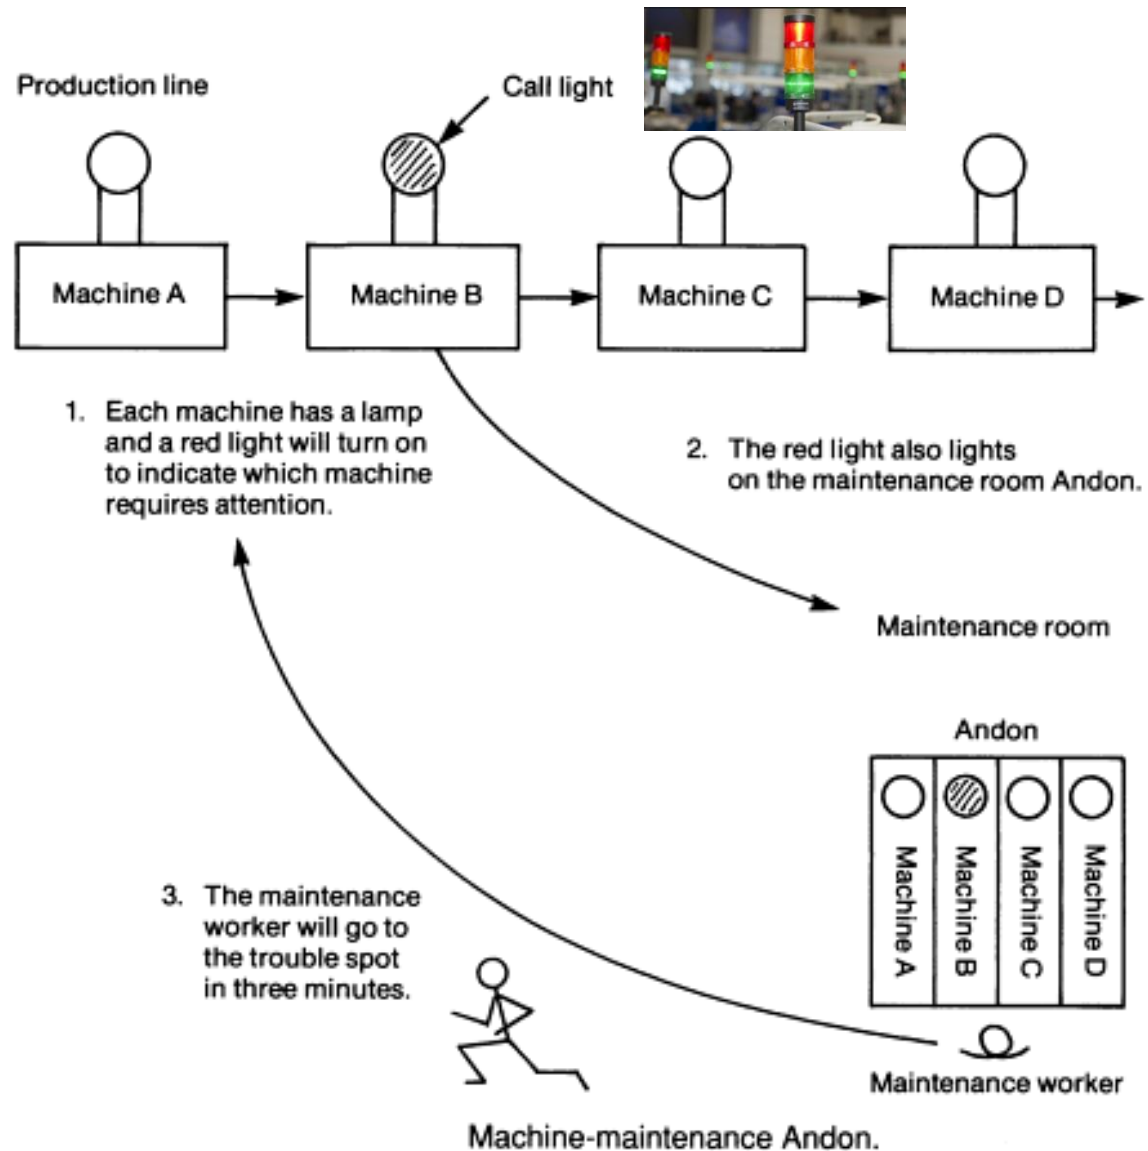 Production line
Call light
Machine A
Machine B
Machine C
Machine D
1. Each machine has a lamp
and a red light will turn on
to indicate which machine
requires attention.
2. The red light also lights
on the maintenance room Andon.
Maintenance room
Andon
Machine A
Machine B
Machine C
Machine D
3. The maintenance
worker will go to
the trouble spot
in three minutes.
Maintenance worker
Machine-maintenance Andon.